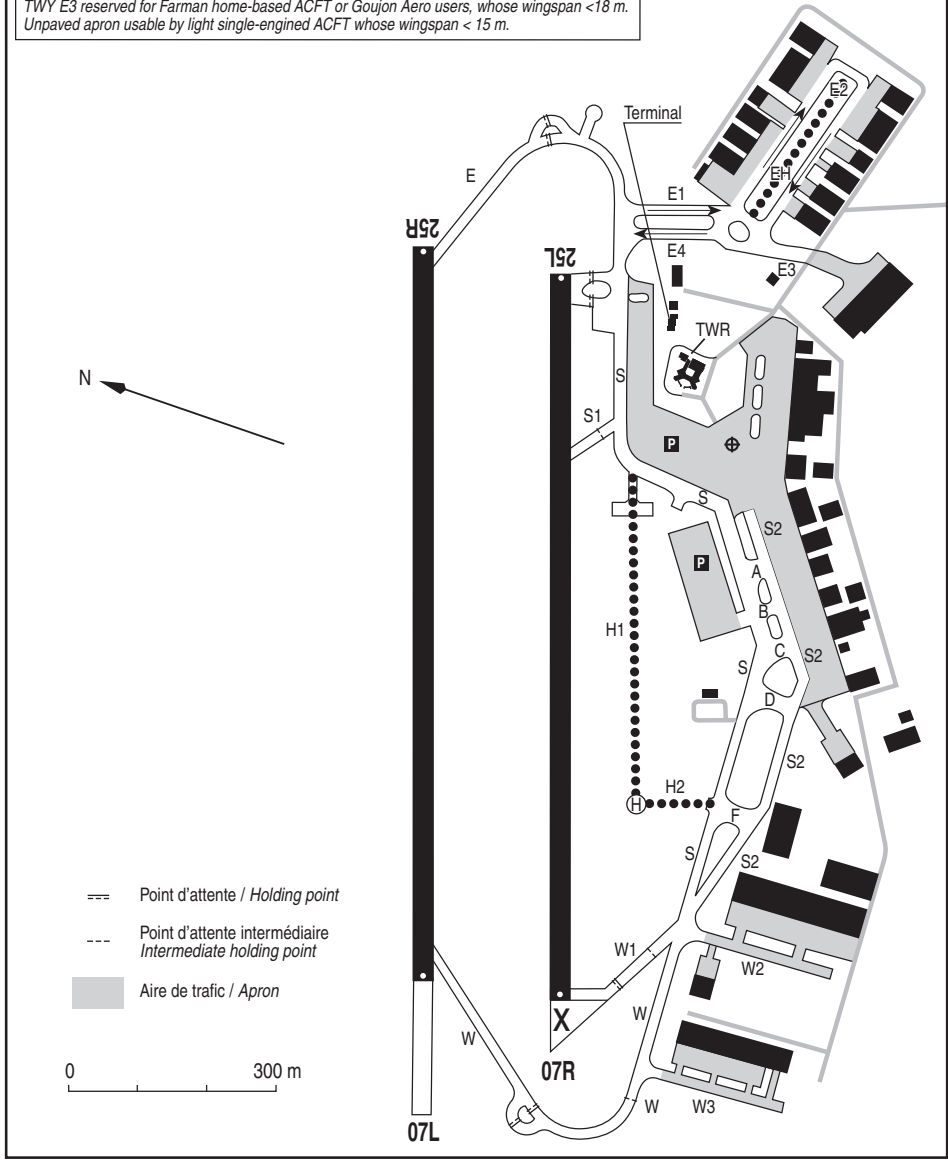 TWY E3 reserved for Farman home-based ACFT or Goujon Aero users, whose wingspan <18 m.
Unpaved apron usable by light single-engined ACFT whose wingspan < 15 m.
E2
Terminal
EH
E
E1
25R
25L
E4
E3
TWR
N
S
S1
P
S
S2
P
A
B
H1
C
S
S2
D
S2
H2
H
F
S
S2
Point d'attente / Holding point
Point d'attente intermédiaire
Intermediate holding point
Aire de trafic / Apron
W1
W2
X
W
W
0 300 m
07R
W
W3
07L